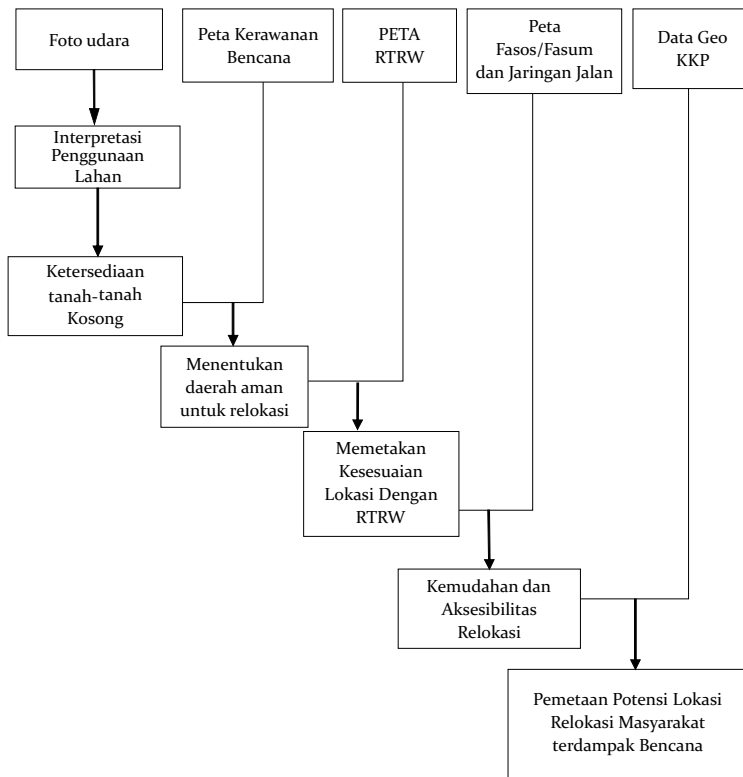 Foto udara
Peta Kerawanan
Bencana
PETA
RTRW
Peta
Fasos/Fasum
dan Jaringan Jalan
Data Geo
KKP
Interpretasi
Penggunaan
Lahan
Ketersediaan
tanah-tanah
Kosong
Menentukan
daerah aman
untuk relokasi
Memetakan
Kesesuaian
Lokasi Dengan
RTRW
Kemudahan dan
Aksesibilitas
Relokasi
Pemetaan Potensi Lokasi
Relokasi Masyarakat
terdampak Bencana